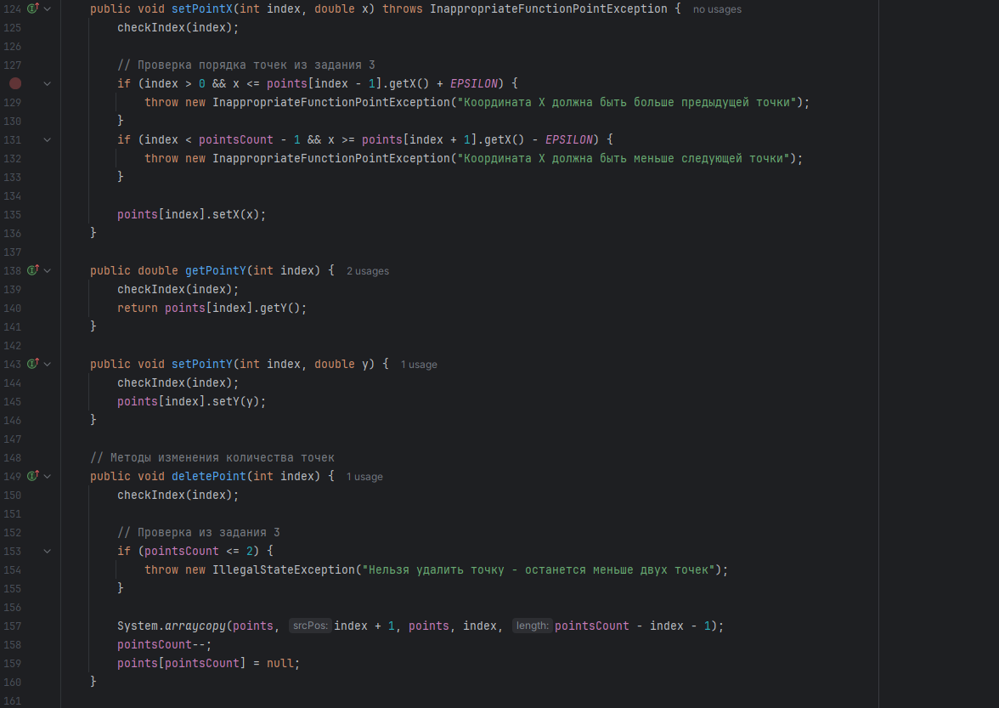 124 public void setPointX(int index, double x) throws InappropriateFunctionPointException { no usages
125 checkIndex(index);
126
127 // Проверка порядка точек из задания 3
if (index > 0 && x <= points[index - 1].getX() + EPSILON) {
129 throw new InappropriateFunctionPointException("Координата X должна быть больше предыдущей точки");
130 }
131 if (index < pointsCount - 1 && x >= points[index + 1].getX() - EPSILON) {
132 throw new InappropriateFunctionPointException("Координата X должна быть меньше следующей точки");
133 }
134
135 points[index].setX(x);
136 }
137
138 public double getPointY(int index) { 2 usages
139 checkIndex(index);
140 return points[index].getY();
141 }
142
143 public void setPointY(int index, double y) { 1 usage
144 checkIndex(index);
145 points[index].setY(y);
146 }
147
148 // Методы изменения количества точек
149 public void deletePoint(int index) { 1 usage
150 checkIndex(index);
151
152 // Проверка из задания 3
153 if (pointsCount <= 2) {
154 throw new IllegalStateException("Нельзя удалить точку - останется меньше двух точек");
155 }
156
157 System.arraycopy(points, srcPos: index + 1, points, index, length: pointsCount - index - 1);
158 pointsCount--;
159 points[pointsCount] = null;
160 }
161